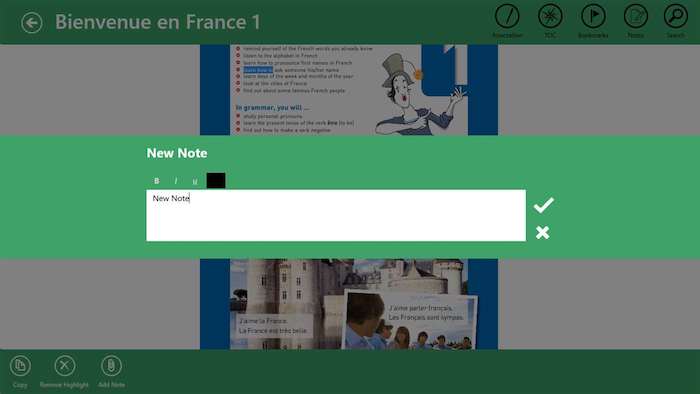 Bienvenue en France 1
Annotation
TOC
Bookmarks
Notes
Search
remind yourself of the French words you already know
listen to the alphabet in French
learn how to pronounce first names in French
learn how to ask someone his/her name
learn days of the week and months of the year
look at the cities of France
find out about some famous French people
In grammar, you will ...
study personal pronouns
learn the present tense of the verb être (to be)
find out how to make a verb negative
1
New Note
B I U
New Note
J'aime la France.
La France est très belle.
J'aime parler français.
Les Français sont sympas.
Copy
Remove Highlight
Add Note